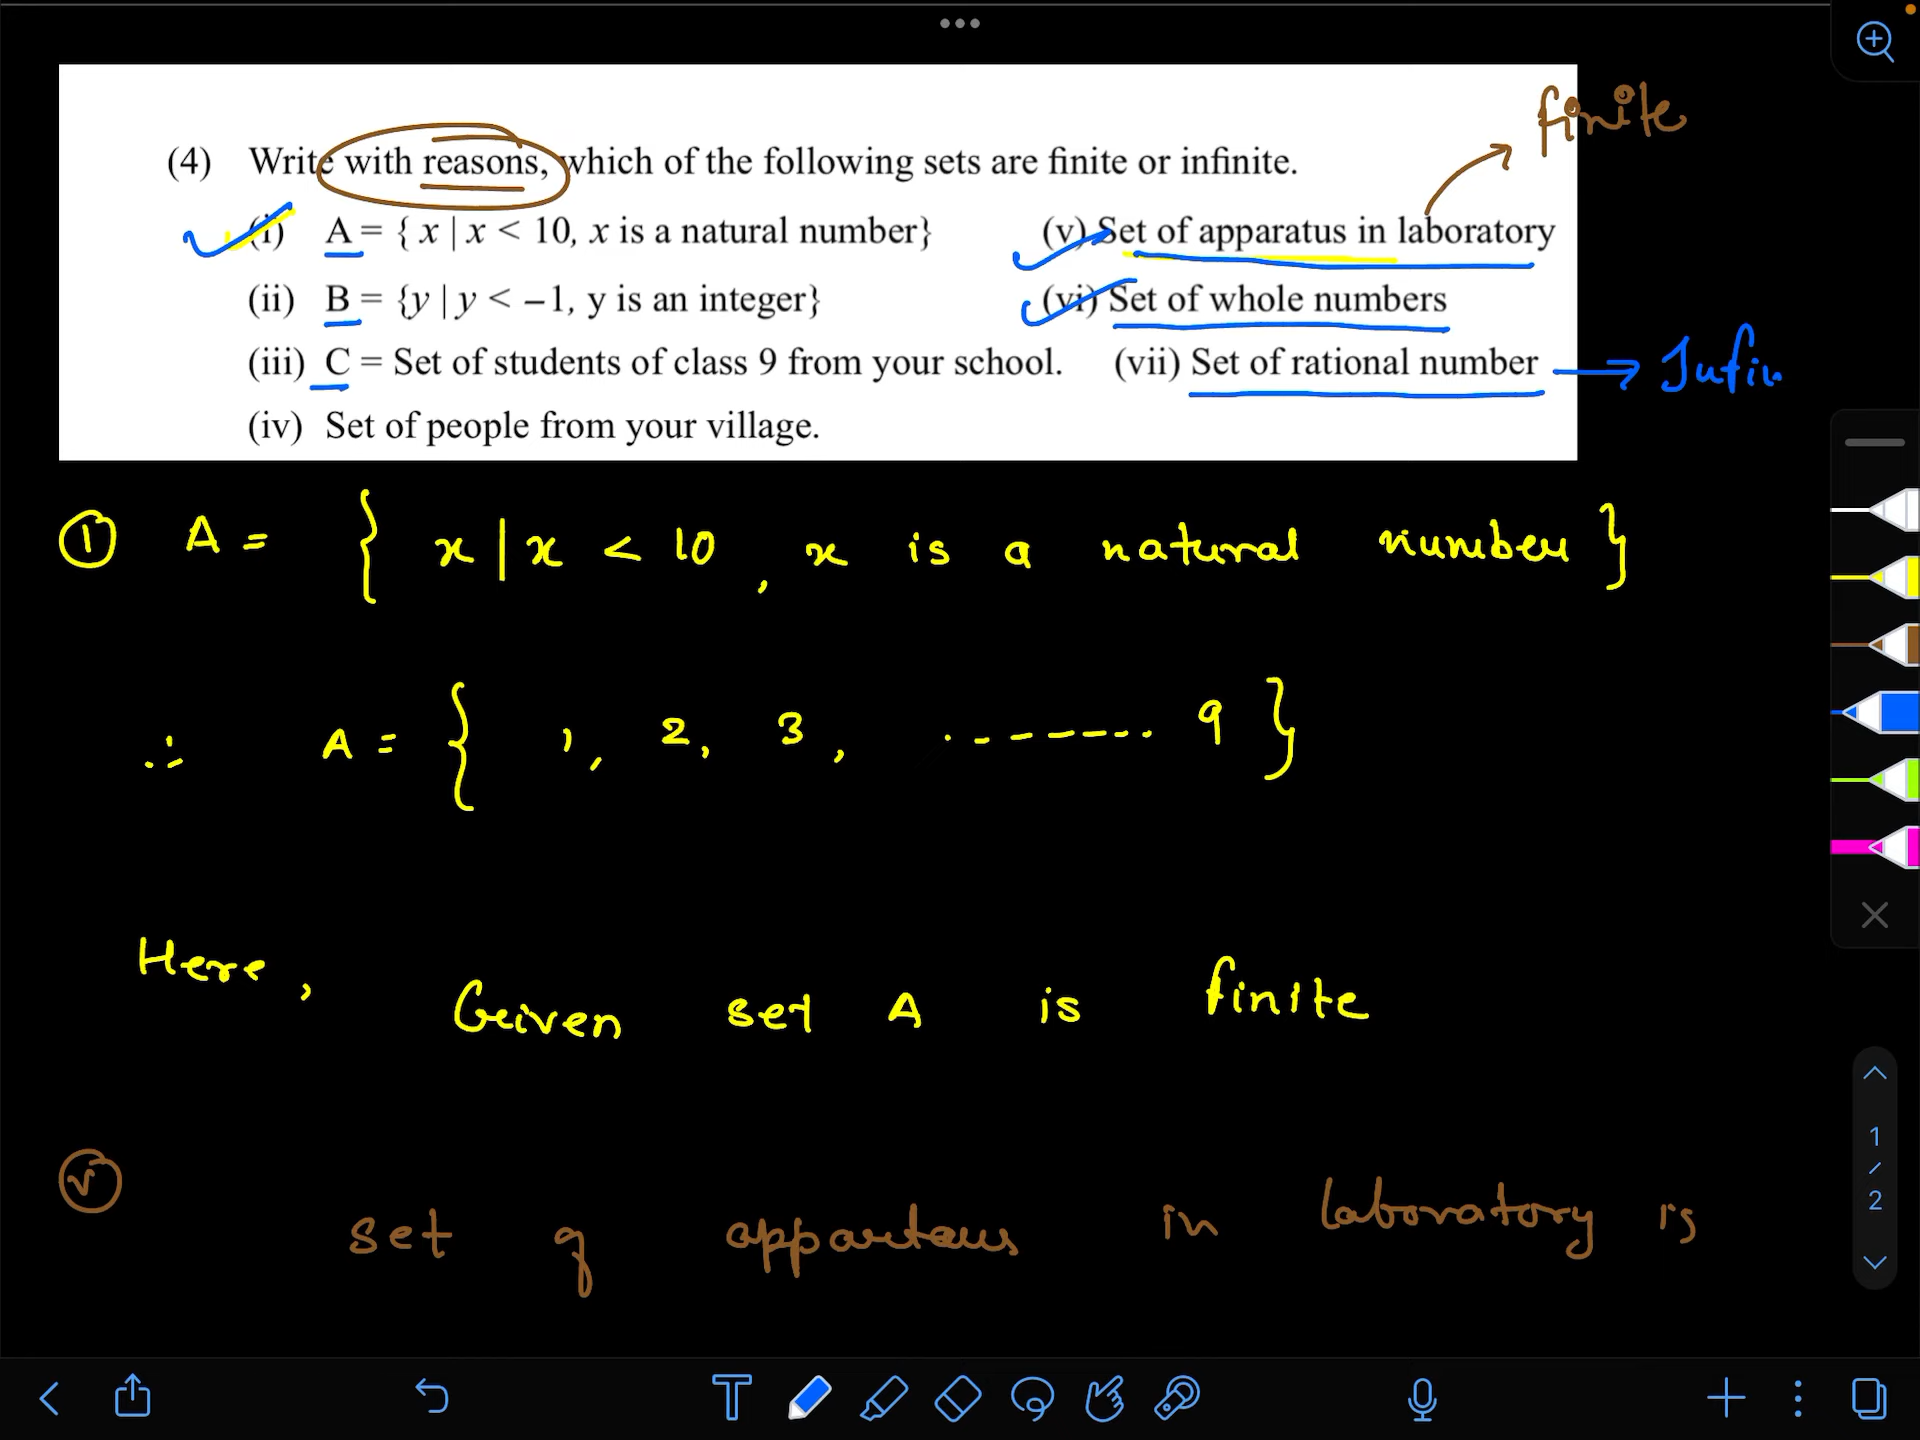 (4) Write with reasons, which of the following sets are finite or infinite.
finite
(i) A = { x | x < 10, x is a natural number}
(v) Set of apparatus in laboratory
(ii) B = {y | y < –1, y is an integer}
(vi) Set of whole numbers
(iii) C = Set of students of class 9 from your school.
(vii) Set of rational number → Infin
(iv) Set of people from your village.
① A = { x | x < 10 , x is a natural number }
∴ A = { 1, 2, 3, ........ 9 }
Here, Given set A is finite
set of apparatus in laboratory is
1
/
2